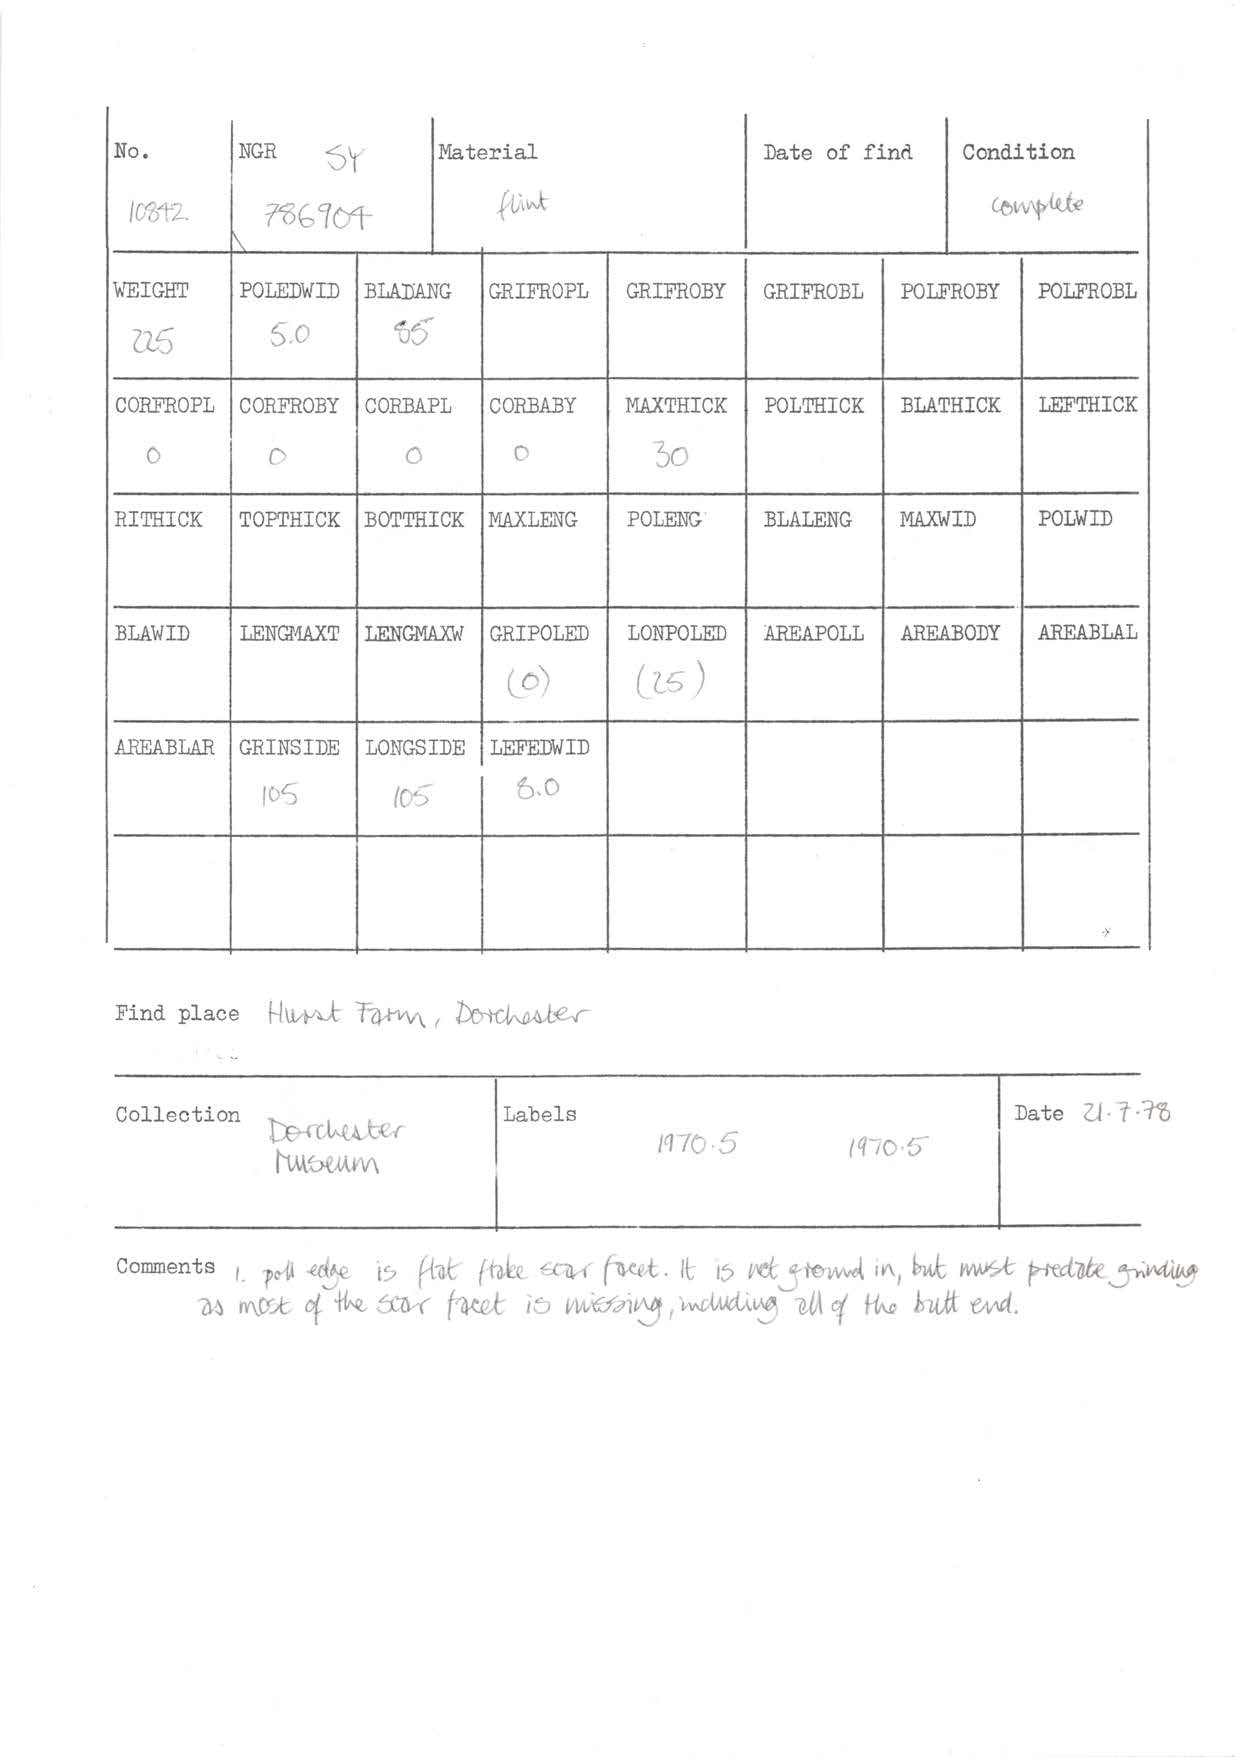 No. NGR SY Material Date of find Condition
10842 786904 flint complete
WEIGHT POLEDWID BLADANG GRIFROPL GRIFROBY GRIFROBL POLFROBY POLFROBL
225 5.0
CORFROPL CORFROBY CORBAPL CORBABY MAXTHICK POLTHICK BLATHICK LEFTHICK
0 0 0 0 30
RITHICK TOPTHICK BOTTHICK MAXLENG POLENG BLALENG MAXWID POLWID
BLAWID LENGMAXT LENGMAXW GRIPOLED LONPOLED AREAPOLL AREABODY AREABLAL
(0) (25)
AREABLAR GRINSIDE LONGSIDE LEFEDWID
105 105 8.0
Find place Hurst Farm, Dorchester
Collection Dorchester Museum
Labels 1970.5 1970.5
Date 21.7.78
Comments 1. poll edge is flat flake scar facet. It is not ground in, but must predate grinding
as most of the scar facet is missing, including all of the butt end.